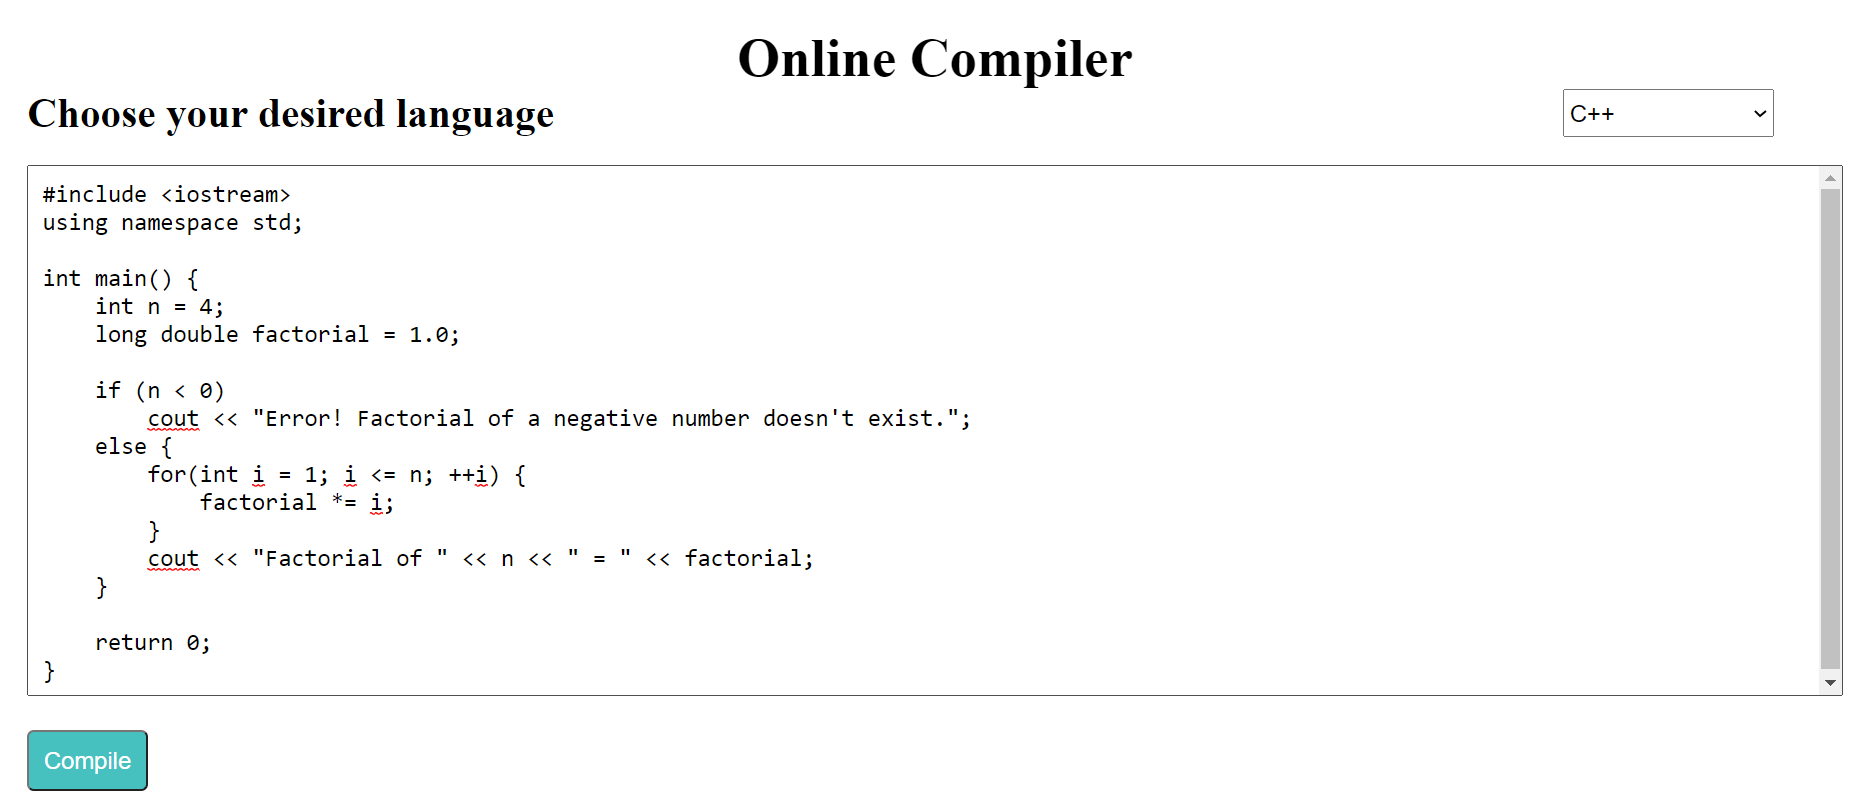 Online Compiler
Choose your desired language
C++
#include <iostream>
using namespace std;

int main() {
    int n = 4;
    long double factorial = 1.0;

    if (n < 0)
        cout << "Error! Factorial of a negative number doesn't exist.";
    else {
        for(int i = 1; i <= n; ++i) {
            factorial *= i;
        }
        cout << "Factorial of " << n << " = " << factorial;
    }

    return 0;
}
Compile